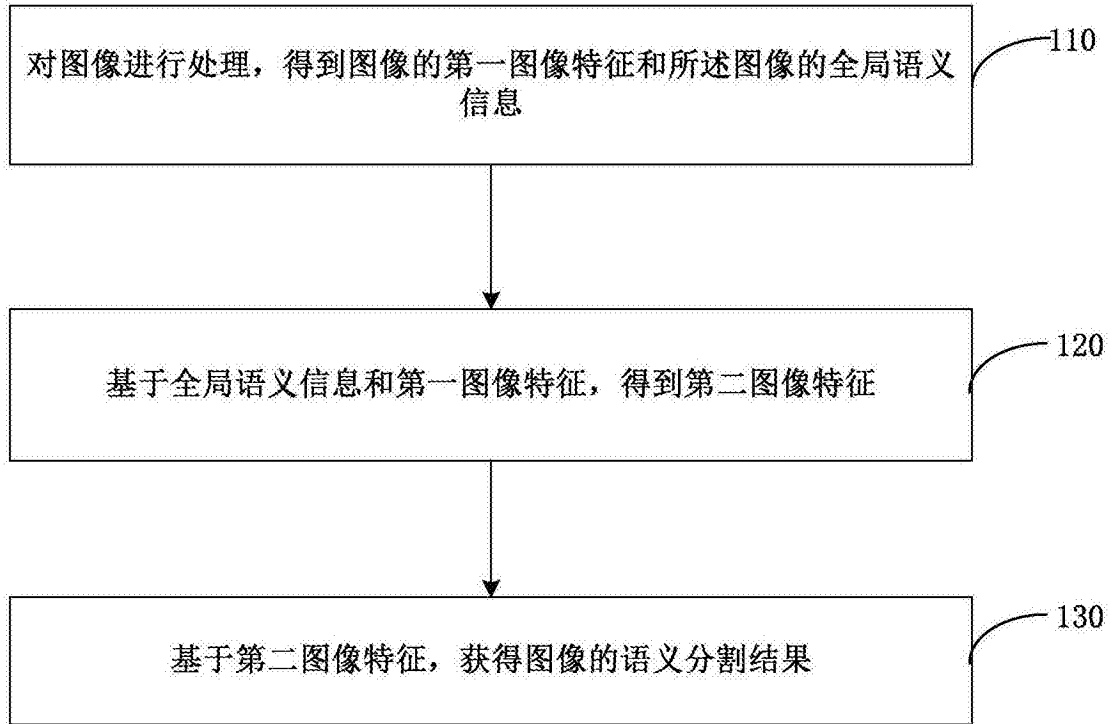 对图像进行处理，得到图像的第一图像特征和所述图像的全局语义
信息
110
基于全局语义信息和第一图像特征，得到第二图像特征
120
基于第二图像特征，获得图像的语义分割结果
130